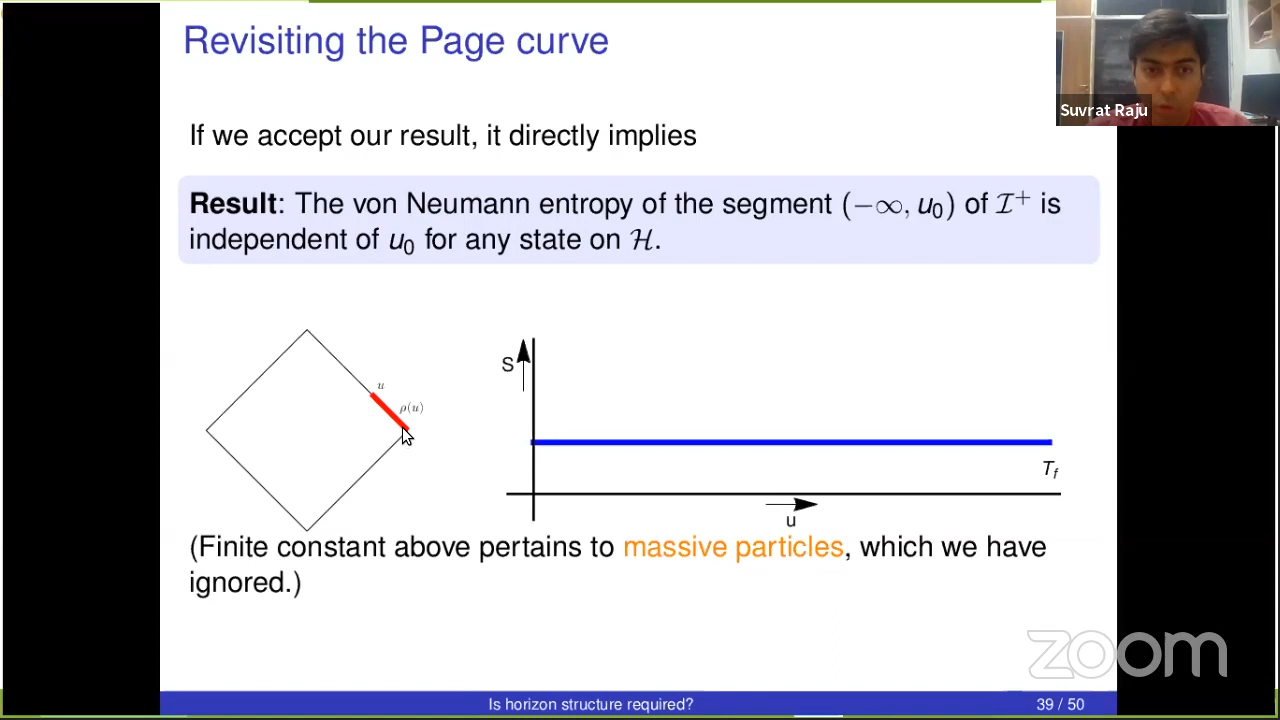 Revisiting the Page curve
Suvrat Raju
If we accept our result, it directly implies
Result: The von Neumann entropy of the segment (−∞, u₀) of ℐ⁺ is
independent of u₀ for any state on ℋ.
u
ρ(u)
S
T_f
u
(Finite constant above pertains to massive particles, which we have
ignored.)
zoom
Is horizon structure required?
39 / 50